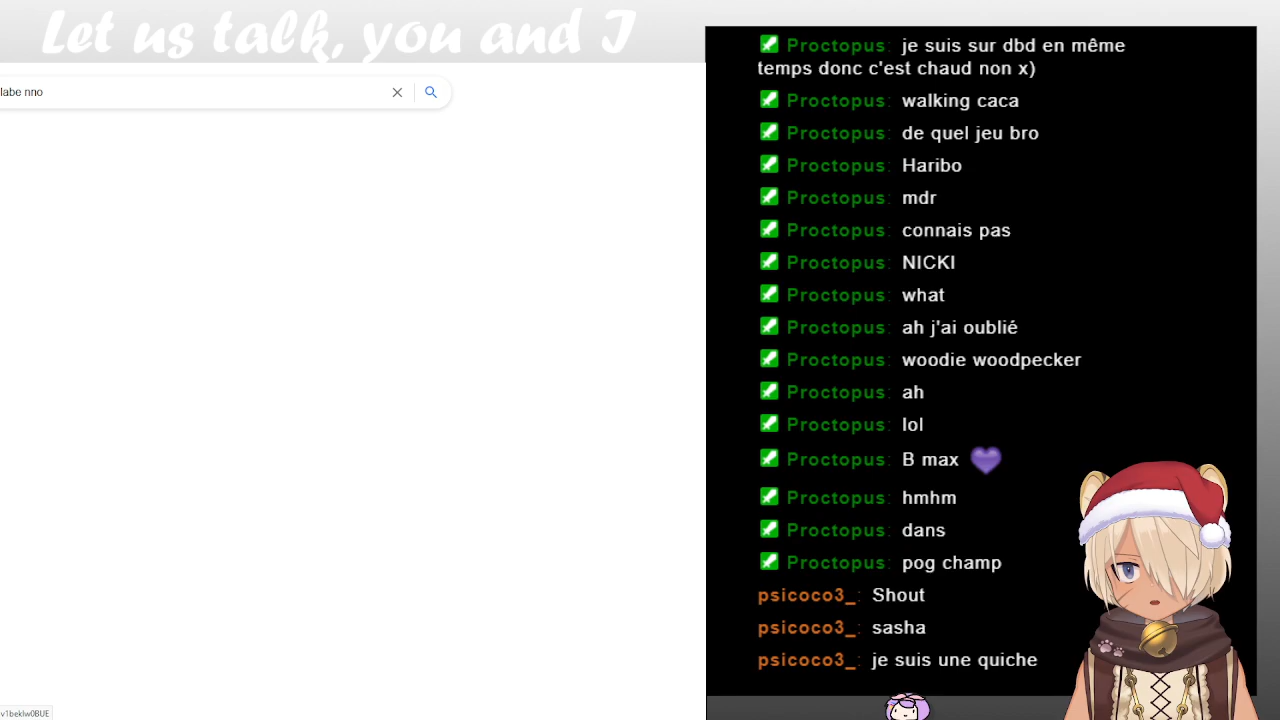 Let us talk, you and I
labe nno
Proctopus: je suis sur dbd en même
temps donc c'est chaud non x)
Proctopus: walking caca
Proctopus: de quel jeu bro
Proctopus: Haribo
Proctopus: mdr
Proctopus: connais pas
Proctopus: NICKI
Proctopus: what
Proctopus: ah j'ai oublié
Proctopus: woodie woodpecker
Proctopus: ah
Proctopus: lol
Proctopus: B max
Proctopus: hmhm
Proctopus: dans
Proctopus: pog champ
psicoco3_: Shout
psicoco3_: sasha
psicoco3_: je suis une quiche
v1beklw0BUE